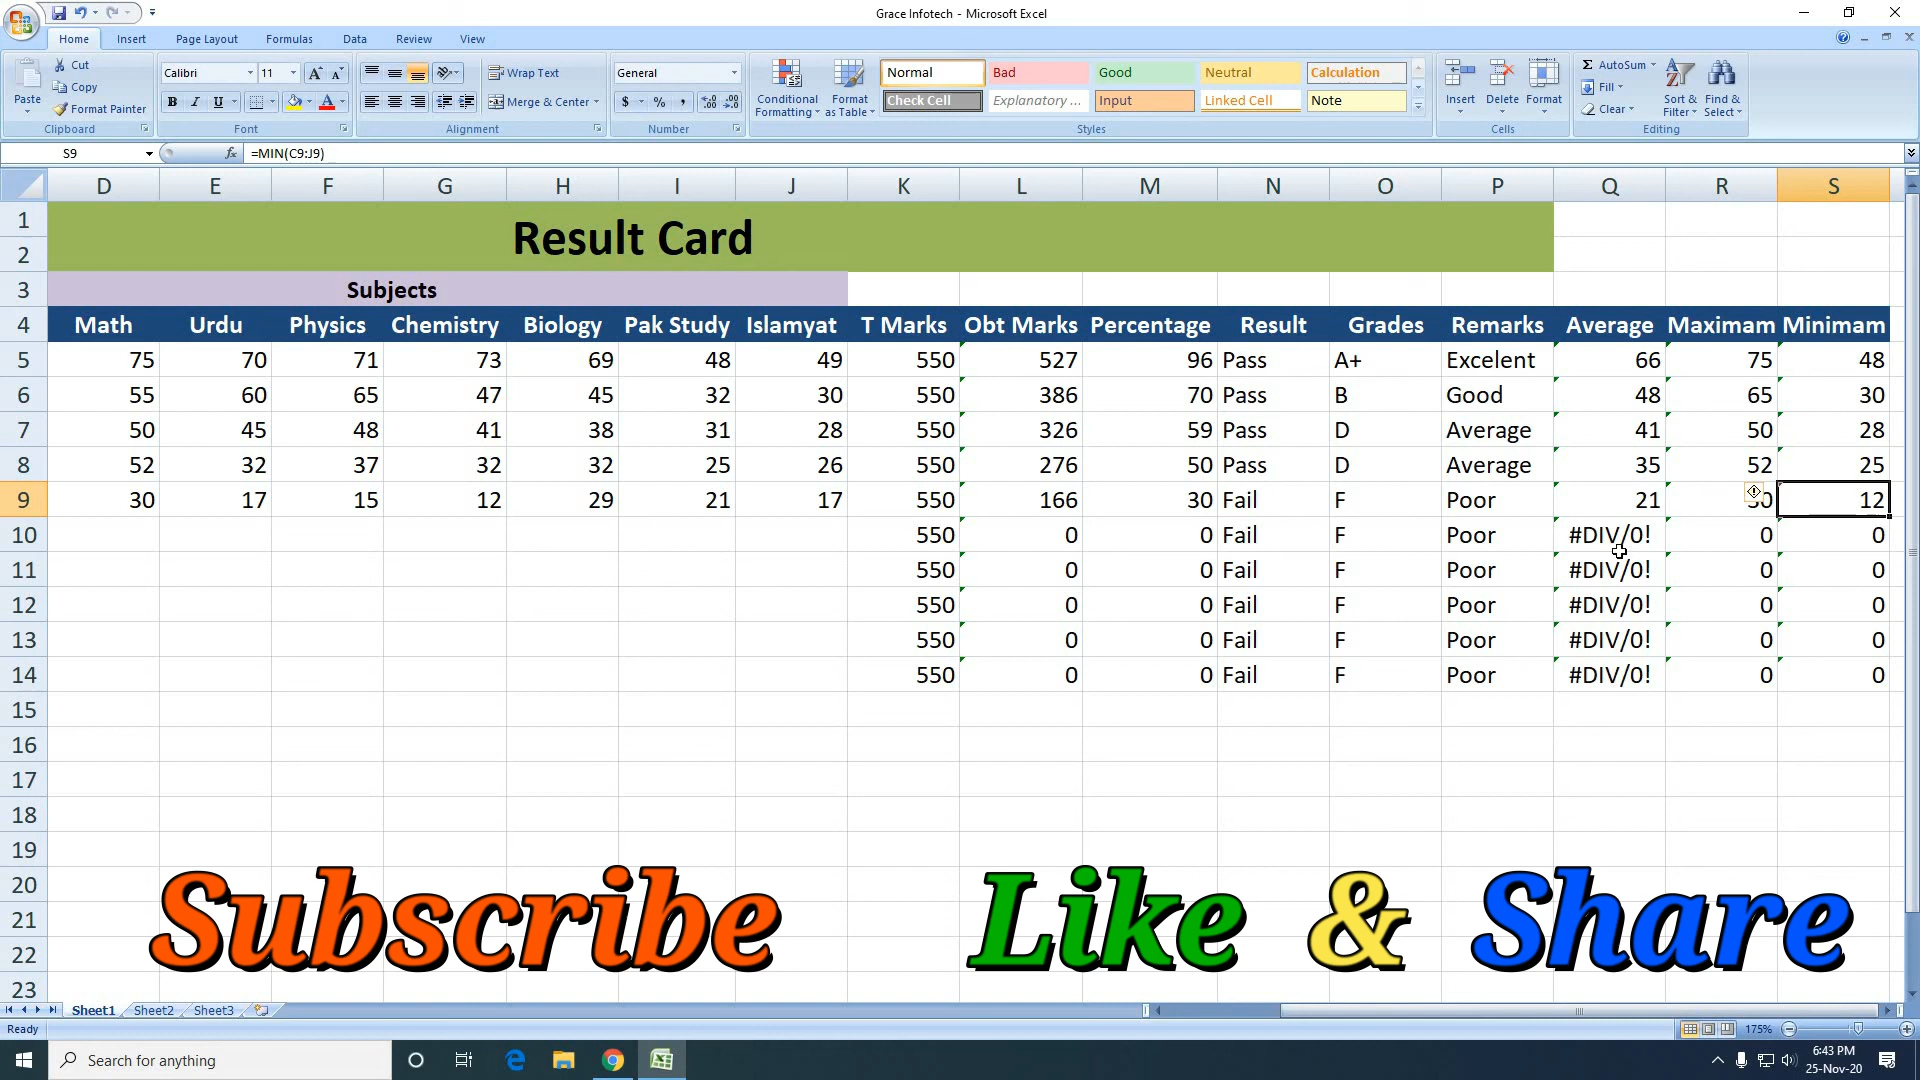 Grace Infotech - Microsoft Excel
Home Insert Page Layout Formulas Data Review View
Paste Cut Copy Format Painter Clipboard
Calibri 11 Font
Wrap Text Merge & Center Alignment
General $ % , Number
Conditional Formatting Format as Table
Normal Bad Good Neutral Calculation
Check Cell Explanatory ... Input Linked Cell Note
Styles
Insert Delete Format Cells
Σ AutoSum Fill Clear Sort & Filter Find & Select Editing
S9 fx =MIN(C9:J9)
D E F G H I J K L M N O P Q R S
1
2 Result Card
3 Subjects
4 Math Urdu Physics Chemistry Biology Pak Study Islamyat T Marks Obt Marks Percentage Result Grades Remarks Average Maximam Minimam
5 75 70 71 73 69 48 49 550 527 96 Pass A+ Excelent 66 75 48
6 55 60 65 47 45 32 30 550 386 70 Pass B Good 48 65 30
7 50 45 48 41 38 31 28 550 326 59 Pass D Average 41 50 28
8 52 32 37 32 32 25 26 550 276 50 Pass D Average 35 52 25
9 30 17 15 12 29 21 17 550 166 30 Fail F Poor 21 30 12
10 550 0 0 Fail F Poor #DIV/0! 0 0
11 550 0 0 Fail F Poor #DIV/0! 0 0
12 550 0 0 Fail F Poor #DIV/0! 0 0
13 550 0 0 Fail F Poor #DIV/0! 0 0
14 550 0 0 Fail F Poor #DIV/0! 0 0
15
16
17
18
19
20
21
22
23
Subscribe Like & Share
Sheet1 Sheet2 Sheet3
Ready 175%
Search for anything
6:43 PM
25-Nov-20